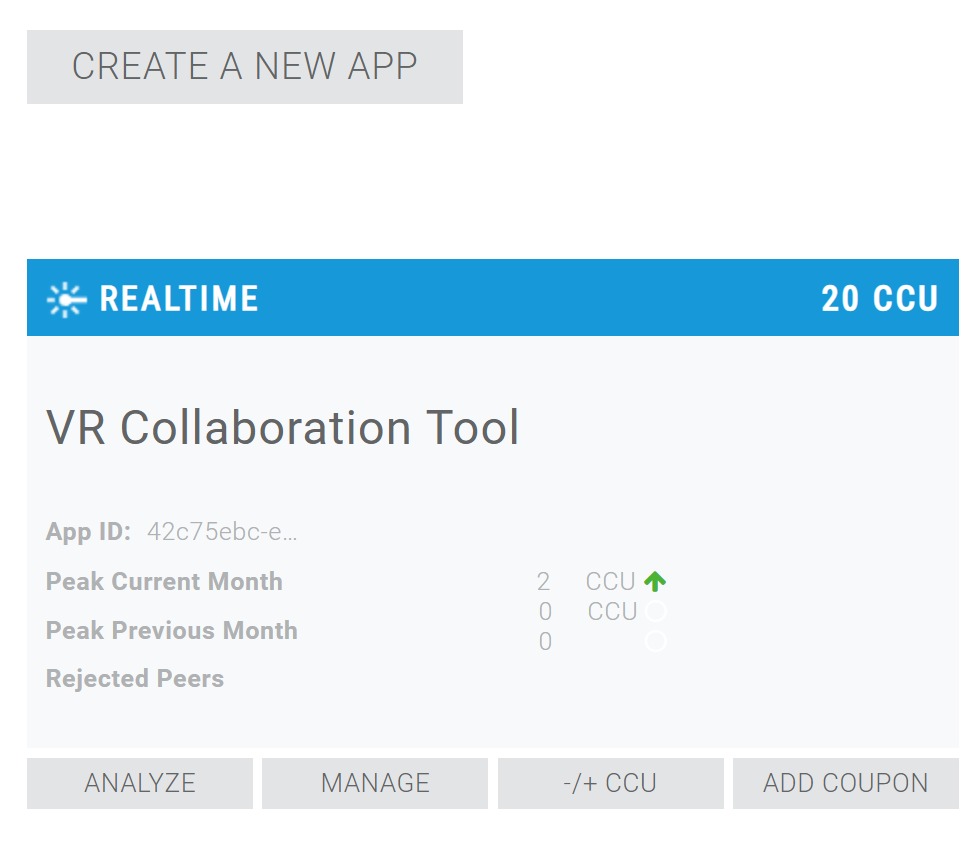 CREATE A NEW APP
REALTIME 20 CCU
VR Collaboration Tool
App ID: 42c75ebc-e...
Peak Current Month 2 CCU
Peak Previous Month 0 CCU
Rejected Peers 0
ANALYZE MANAGE -/+ CCU ADD COUPON